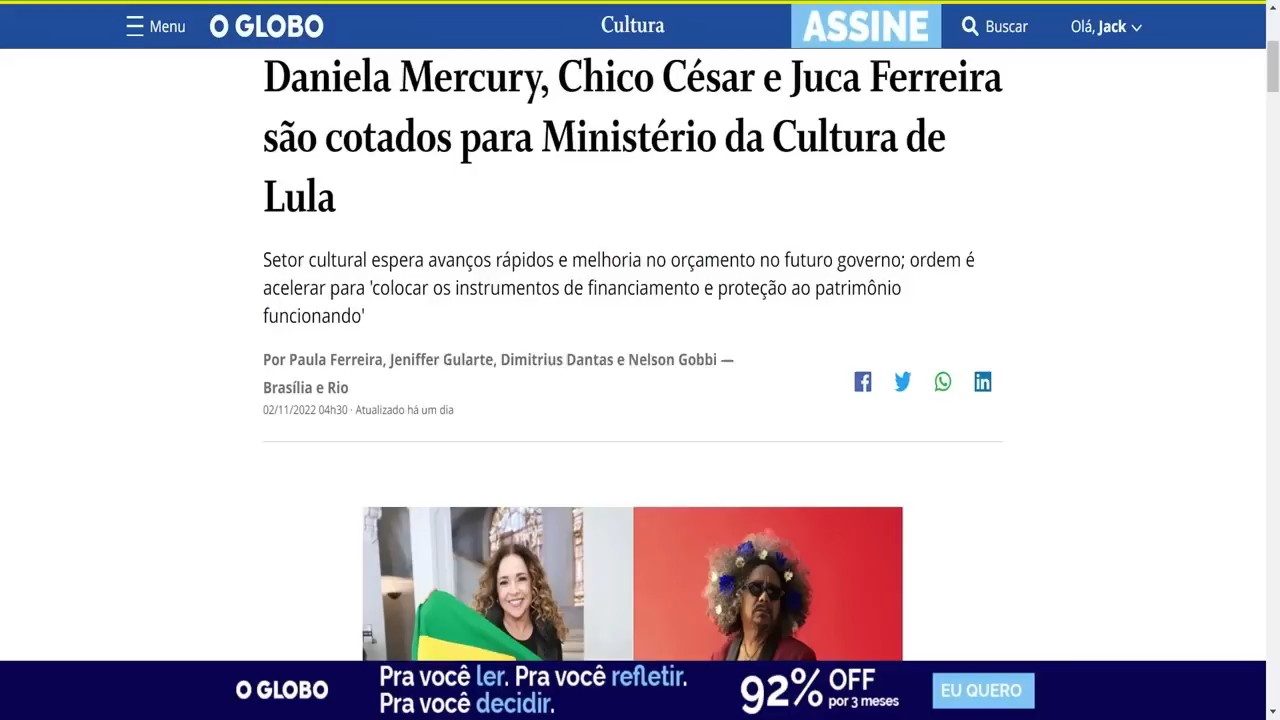 Menu
O GLOBO
Cultura
ASSINE
Buscar
Olá, Jack
Daniela Mercury, Chico César e Juca Ferreira
são cotados para Ministério da Cultura de
Lula
Setor cultural espera avanços rápidos e melhoria no orçamento no futuro governo; ordem é
acelerar para 'colocar os instrumentos de financiamento e proteção ao patrimônio
funcionando'
Por Paula Ferreira, Jeniffer Gularte, Dimitrius Dantas e Nelson Gobbi —
Brasília e Rio
02/11/2022 04h30 · Atualizado há um dia
O GLOBO
Pra você ler. Pra você refletir.
Pra você decidir.
92% OFF
por 3 meses
EU QUERO